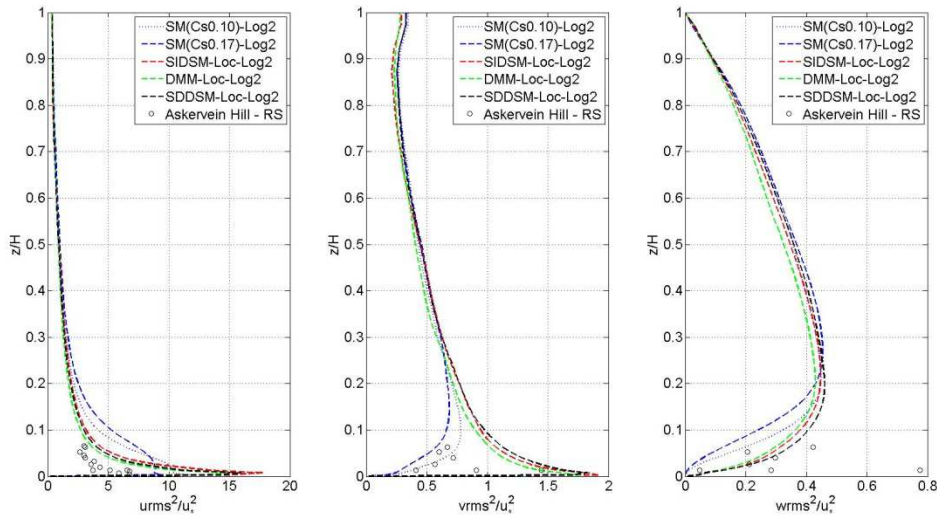 SM(Cs0.10)-Log2
SM(Cs0.17)-Log2
SIDSM-Loc-Log2
DMM-Loc-Log2
SDDSM-Loc-Log2
Askervein Hill - RS
1
0.9
0.8
0.7
0.6
0.5
0.4
0.3
0.2
0.1
0
z/H
0 5 10 15 20
urms²/u*²
SM(Cs0.10)-Log2
SM(Cs0.17)-Log2
SIDSM-Loc-Log2
DMM-Loc-Log2
SDDSM-Loc-Log2
Askervein Hill - RS
1
0.9
0.8
0.7
0.6
0.5
0.4
0.3
0.2
0.1
0
z/H
0 0.5 1 1.5 2
vrms²/u*²
SM(Cs0.10)-Log2
SM(Cs0.17)-Log2
SIDSM-Loc-Log2
DMM-Loc-Log2
SDDSM-Loc-Log2
Askervein Hill - RS
1
0.9
0.8
0.7
0.6
0.5
0.4
0.3
0.2
0.1
0
z/H
0 0.2 0.4 0.6 0.8
wrms²/u*²